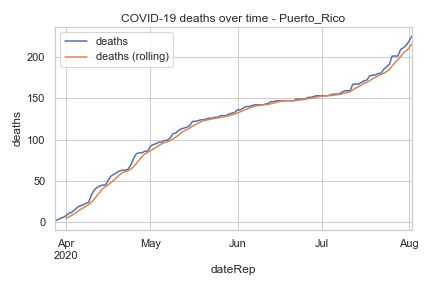 COVID-19 deaths over time - Puerto_Rico
deaths
deaths (rolling)
deaths
200
150
100
50
0
Apr
2020
May
Jun
Jul
Aug
dateRep